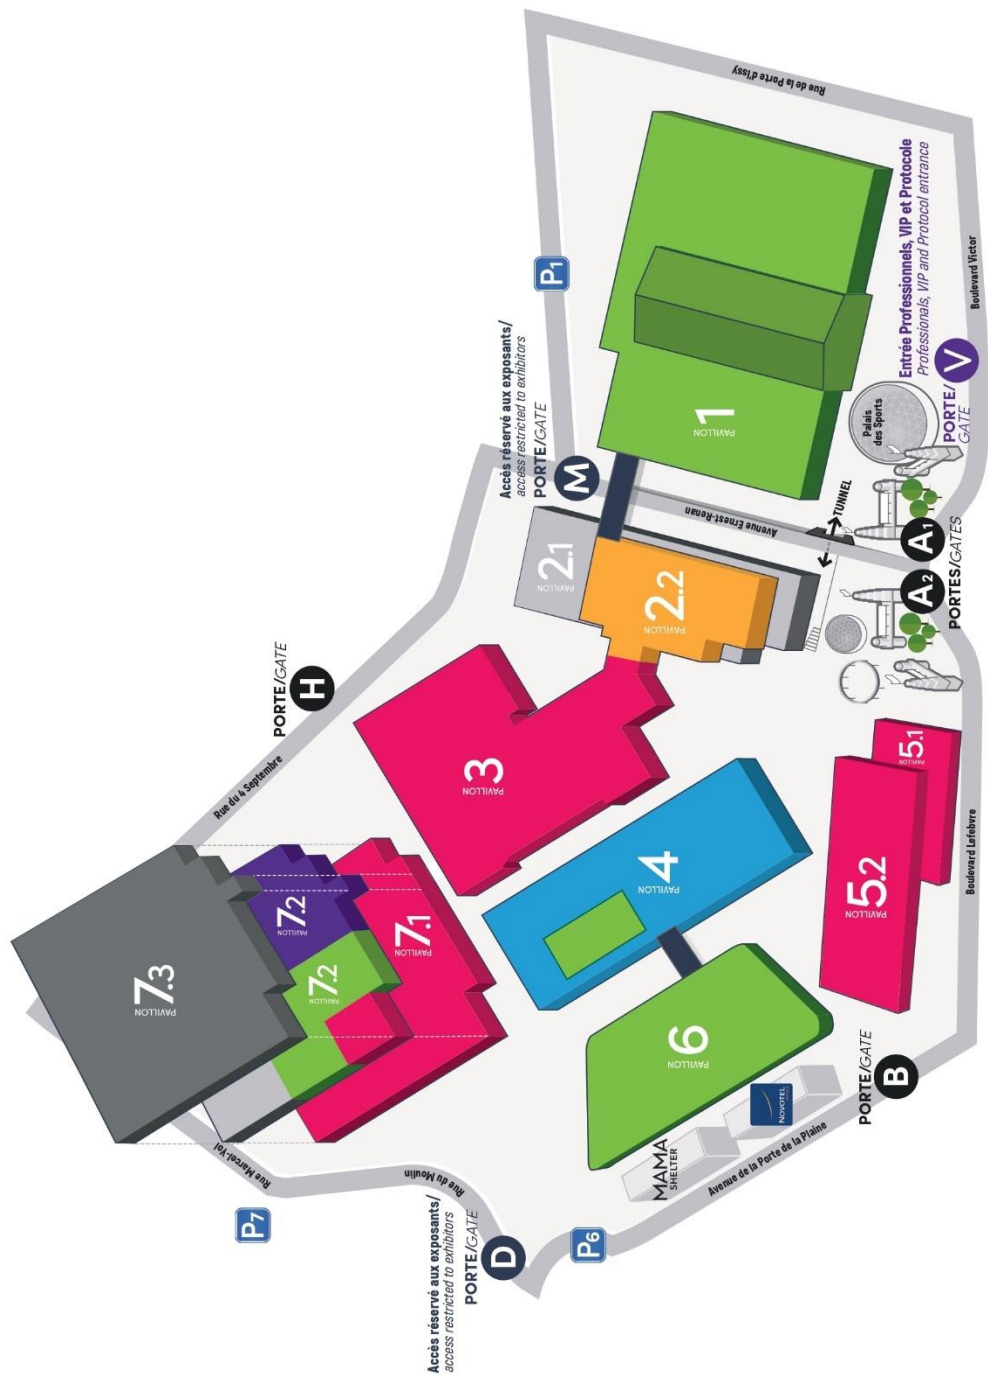 PAVILLON
7.3
Rue Marcel-Yol
P7
Rue du 4 Septembre
PORTE/GATE
H
PAVILLON
7.2
PAVILLON
7.2
PAVILLON
7.1
Rue du Moulin
Accès réservé aux exposants/
access restricted to exhibitors
PORTE/GATE
D
PAVILLON
3
Accès réservé aux exposants/
access restricted to exhibitors
PORTE/GATE
M
P1
Rue de la Porte d'Issy
PAVILLON
2.1
PAVILLON
2.2
P6
PAVILLON
4
PAVILLON
6
MAMA
SHELTER
NOVOTEL
Avenue de la Porte de la Plaine
PAVILLON
1
Avenue Ernest-Renan
TUNNEL
PORTE/GATE
B
PAVILLON
5.2
PAVILLON
5.1
Palais
des Sports
Entrée Professionnels, VIP et Protocole
Professionals, VIP and Protocol entrance
PORTE/
GATE
V
A2
A1
PORTES/GATES
Boulevard Lefebvre
Boulevard Victor